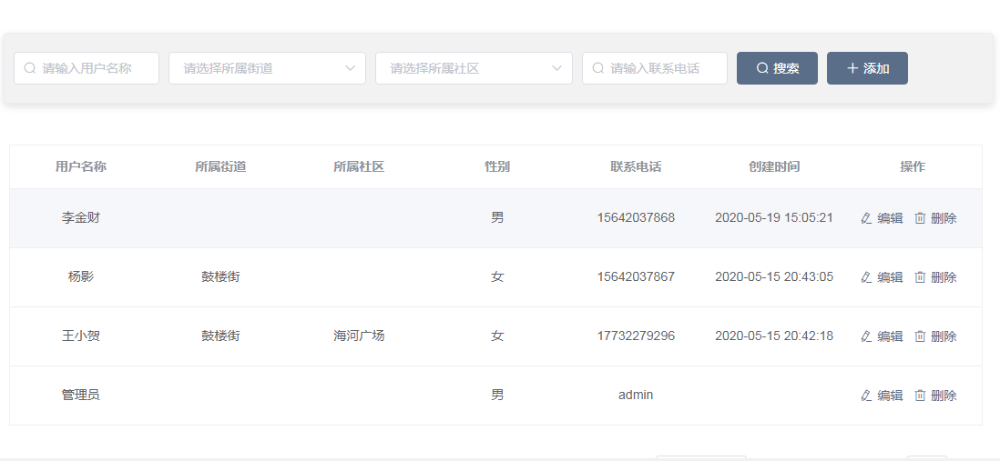 请输入用户名称 请选择所属街道 请选择所属社区 请输入联系电话 搜索 添加
用户名称 所属街道 所属社区 性别 联系电话 创建时间 操作
李金财 男 15642037868 2020-05-19 15:05:21 编辑 删除
杨影 鼓楼街 女 15642037867 2020-05-15 20:43:05 编辑 删除
王小贺 鼓楼街 海河广场 女 17732279296 2020-05-15 20:42:18 编辑 删除
管理员 男 admin 编辑 删除